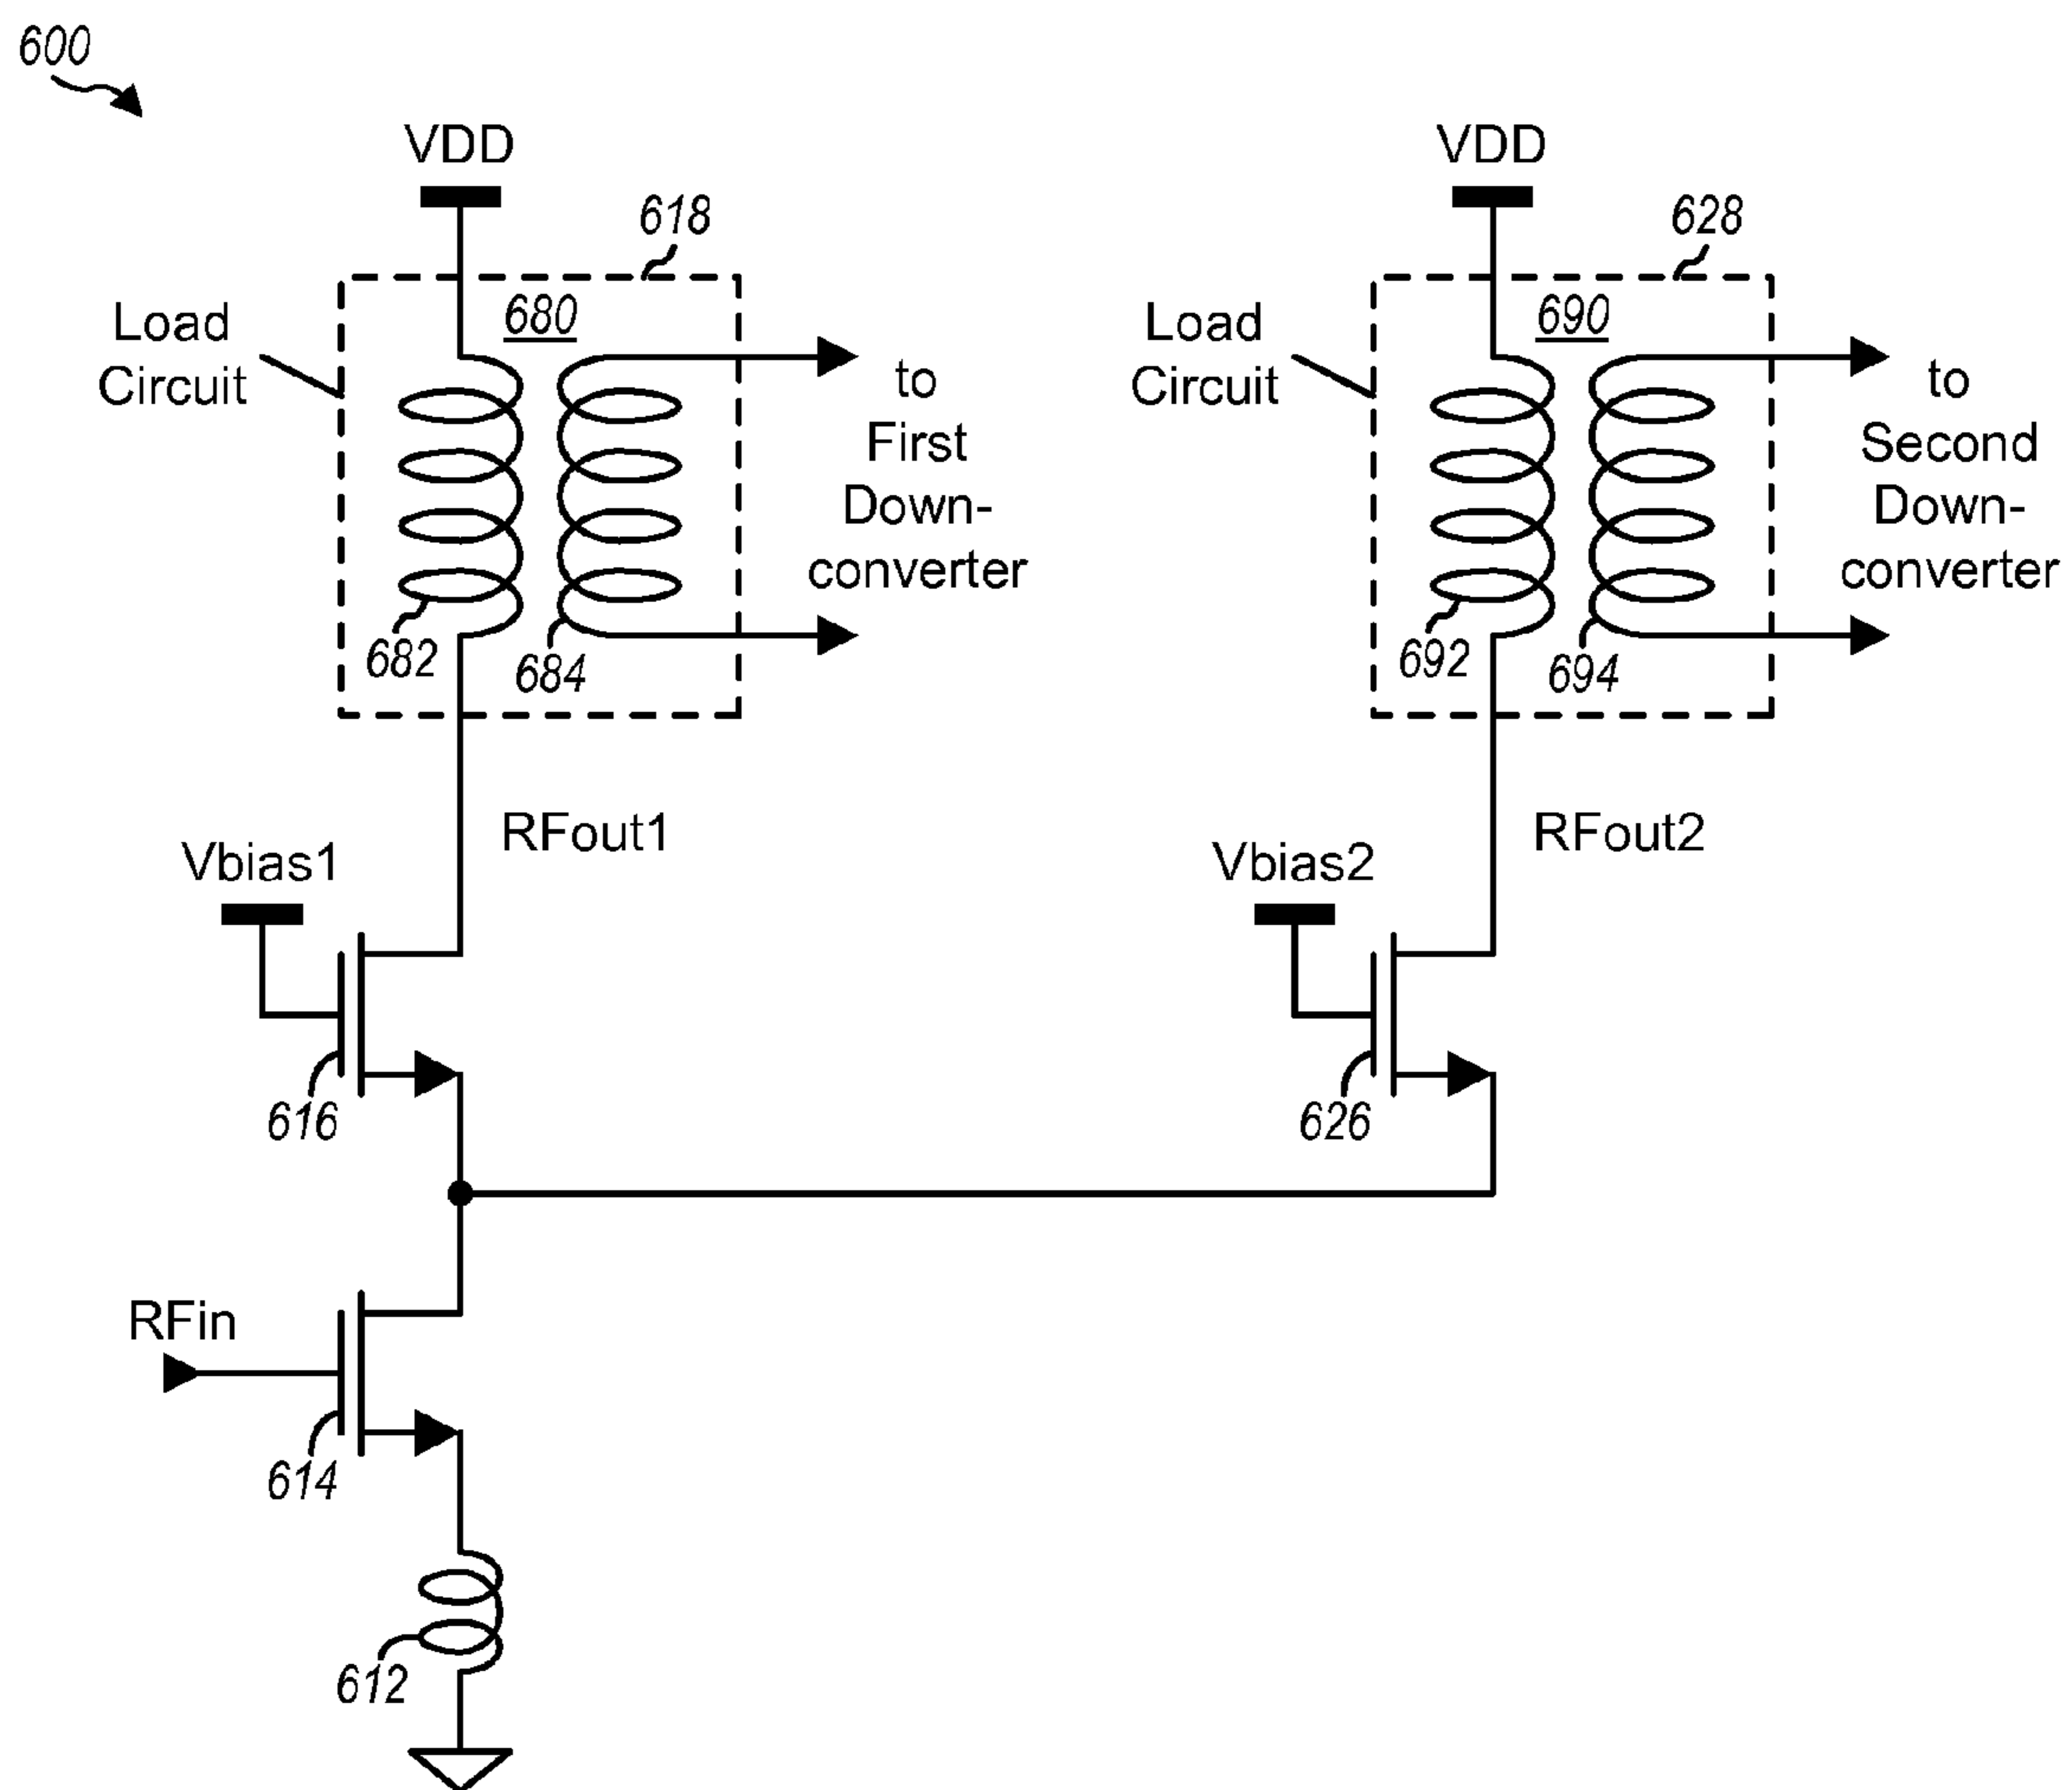 600
VDD
VDD
618
628
Load
Circuit
680
to
First
Down-
converter
Load
Circuit
690
to
Second
Down-
converter
682
684
692
694
RFout1
RFout2
Vbias1
Vbias2
616
626
RFin
614
612